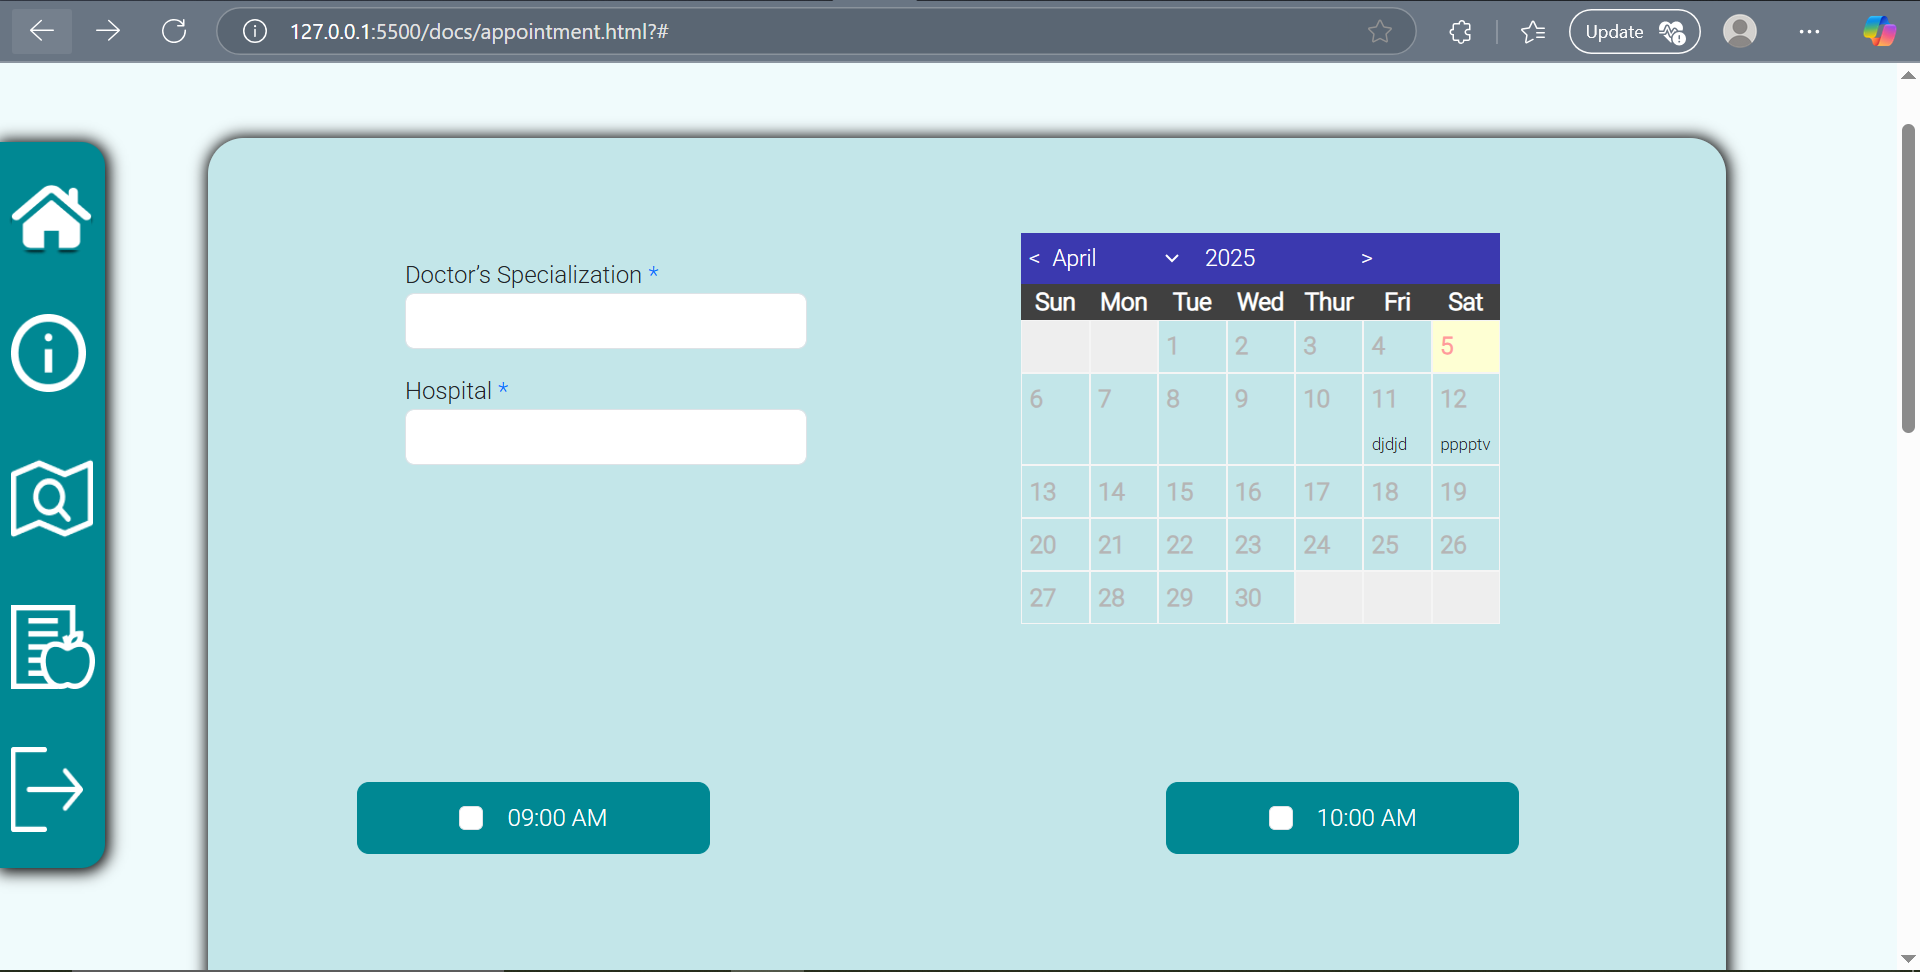 127.0.0.1:5500/docs/appointment.html?#
Update
Doctor’s Specialization *
Hospital *
< April 2025 >
Sun Mon Tue Wed Thur Fri Sat
1 2 3 4 5
6 7 8 9 10 11 12
djdjd pppptv
13 14 15 16 17 18 19
20 21 22 23 24 25 26
27 28 29 30
09:00 AM
10:00 AM